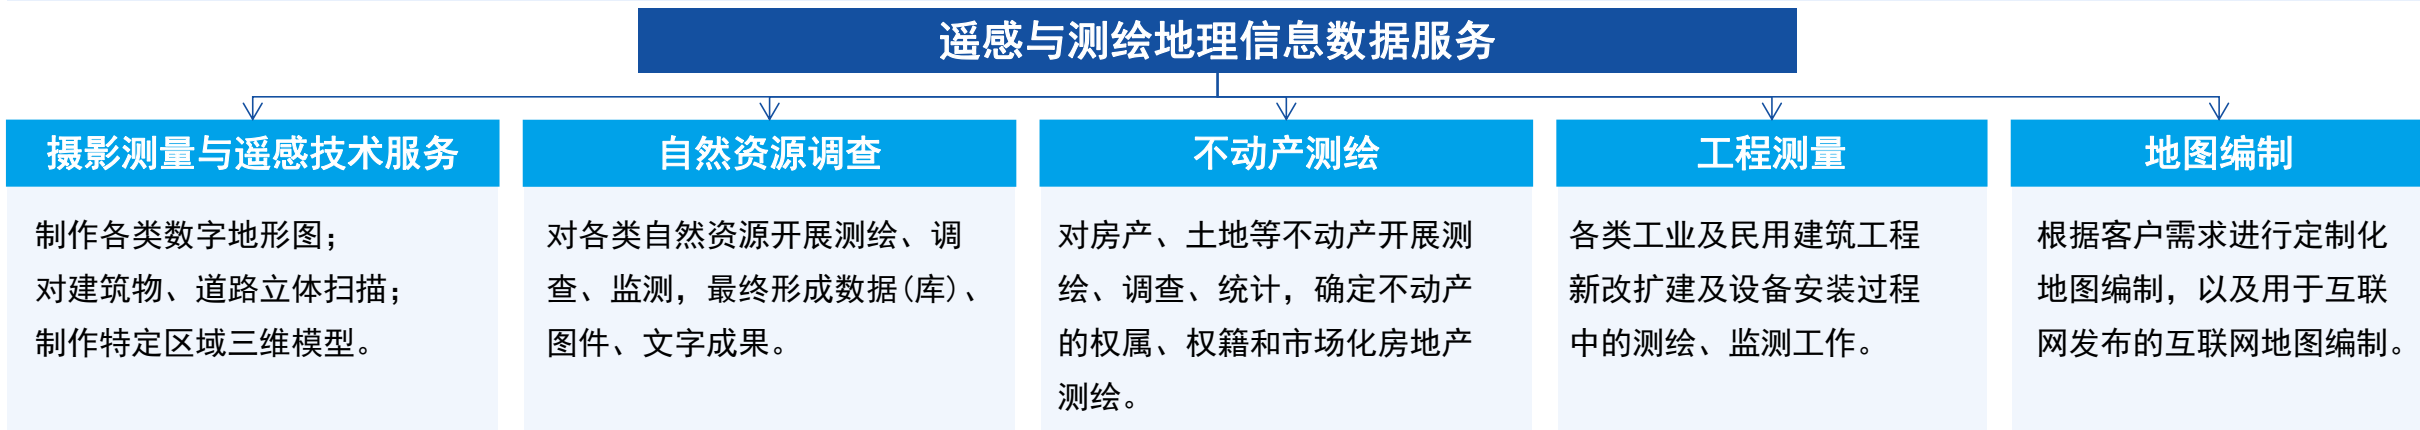 遥感与测绘地理信息数据服务
摄影测量与遥感技术服务
制作各类数字地形图；
对建筑物、道路立体扫描；
制作特定区域三维模型。
自然资源调查
对各类自然资源开展测绘、调
查、监测，最终形成数据(库)、
图件、文字成果。
不动产测绘
对房产、土地等不动产开展测
绘、调查、统计，确定不动产
的权属、权籍和市场化房地产
测绘。
工程测量
各类工业及民用建筑工程
新改扩建及设备安装过程
中的测绘、监测工作。
地图编制
根据客户需求进行定制化
地图编制，以及用于互联
网发布的互联网地图编制。